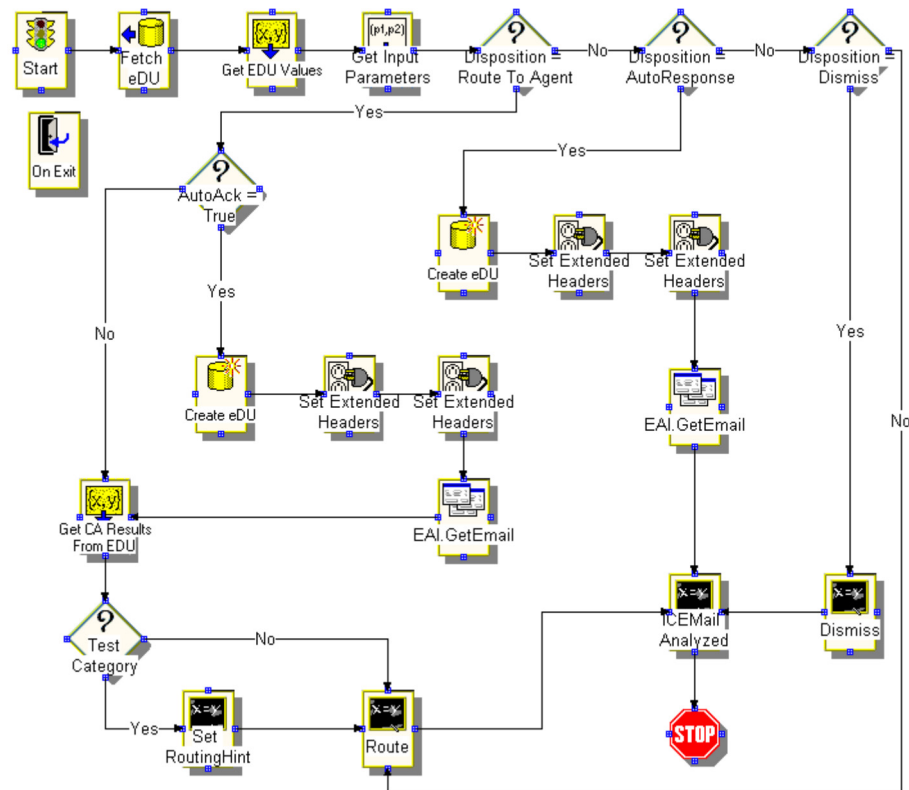 Start
Fetch
eDU
{x,y}
Get EDU Values
(p1,p2)
Get Input
Parameters
?
Disposition =
Route To Agent
No
?
Disposition =
AutoResponse
No
?
Disposition =
Dismiss
Yes
On Exit
?
AutoAck =
True
Yes
Create eDU
Set Extended
Headers
Set Extended
Headers
Yes
No
Yes
Create eDU
Set Extended
Headers
Set Extended
Headers
EAI.GetEmail
No
{x,y}
Get CA Results
From EDU
EAI.GetEmail
?
Test
Category
No
x=y
ICEMail
Analyzed
x=y
Dismiss
Yes
x=y
Set
RoutingHint
x=y
Route
STOP